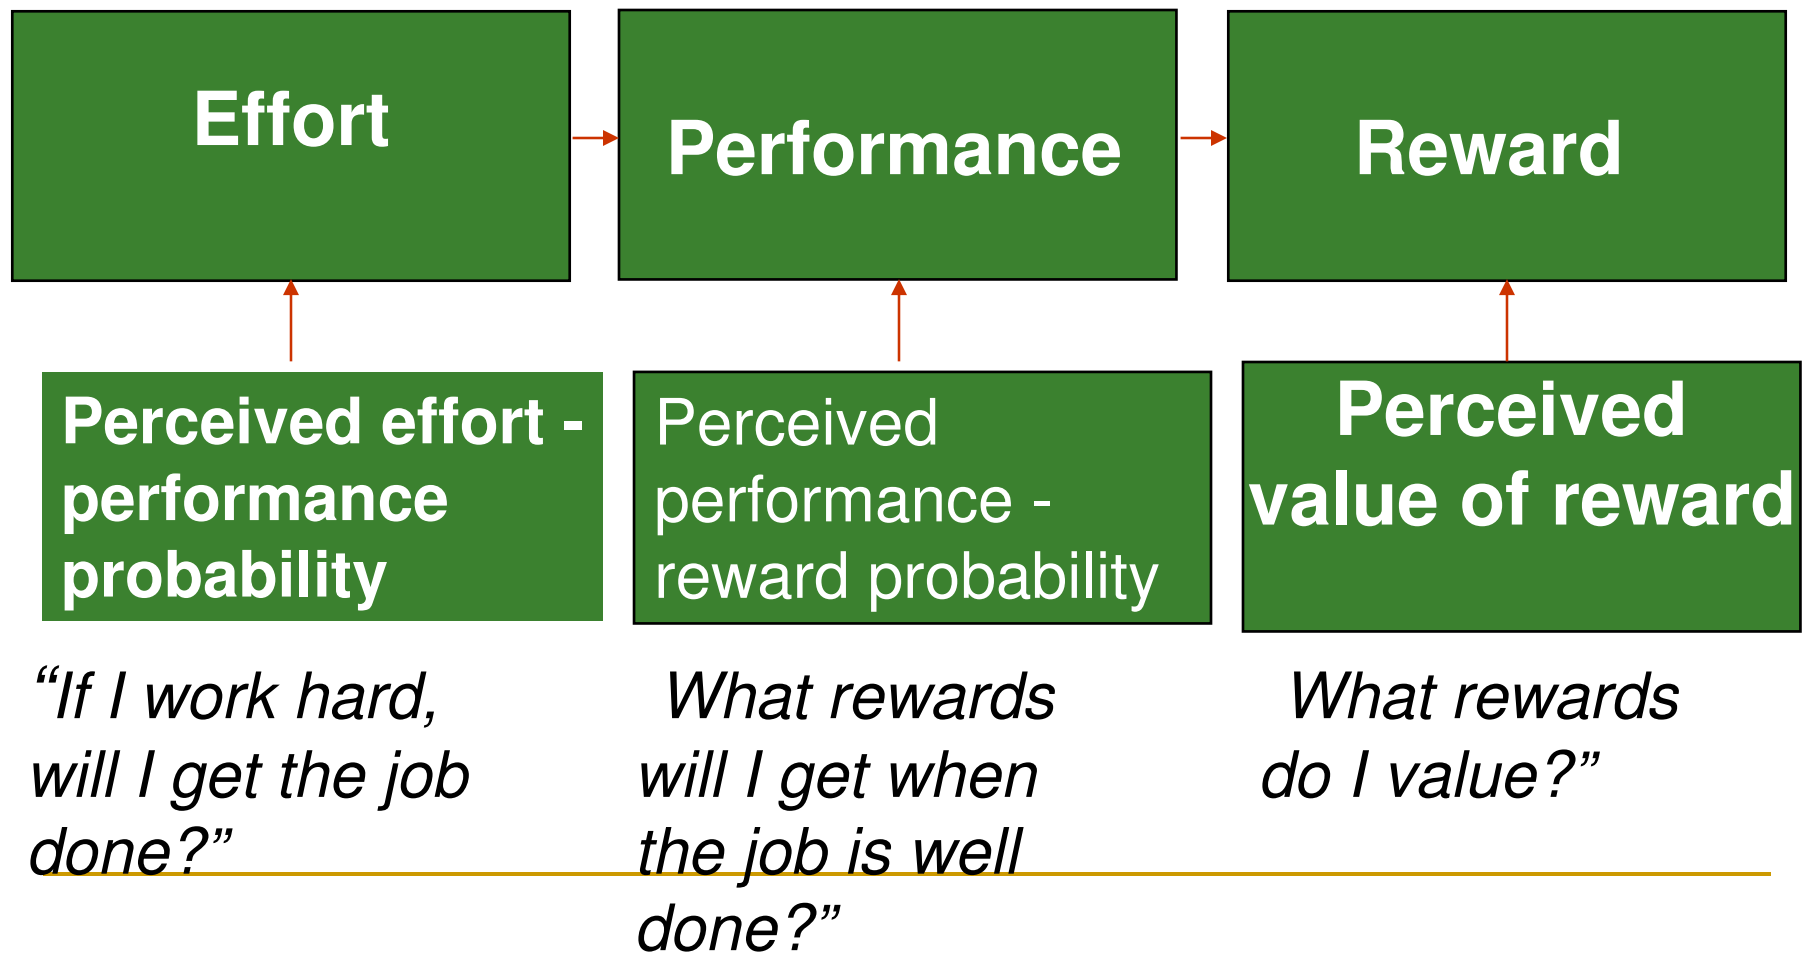 Effort
Performance
Reward
Perceived effort -
performance
probability
Perceived
performance -
reward probability
Perceived
value of reward
“If I work hard,
will I get the job
done?”
What rewards
will I get when
the job is well
done?”
What rewards
do I value?”